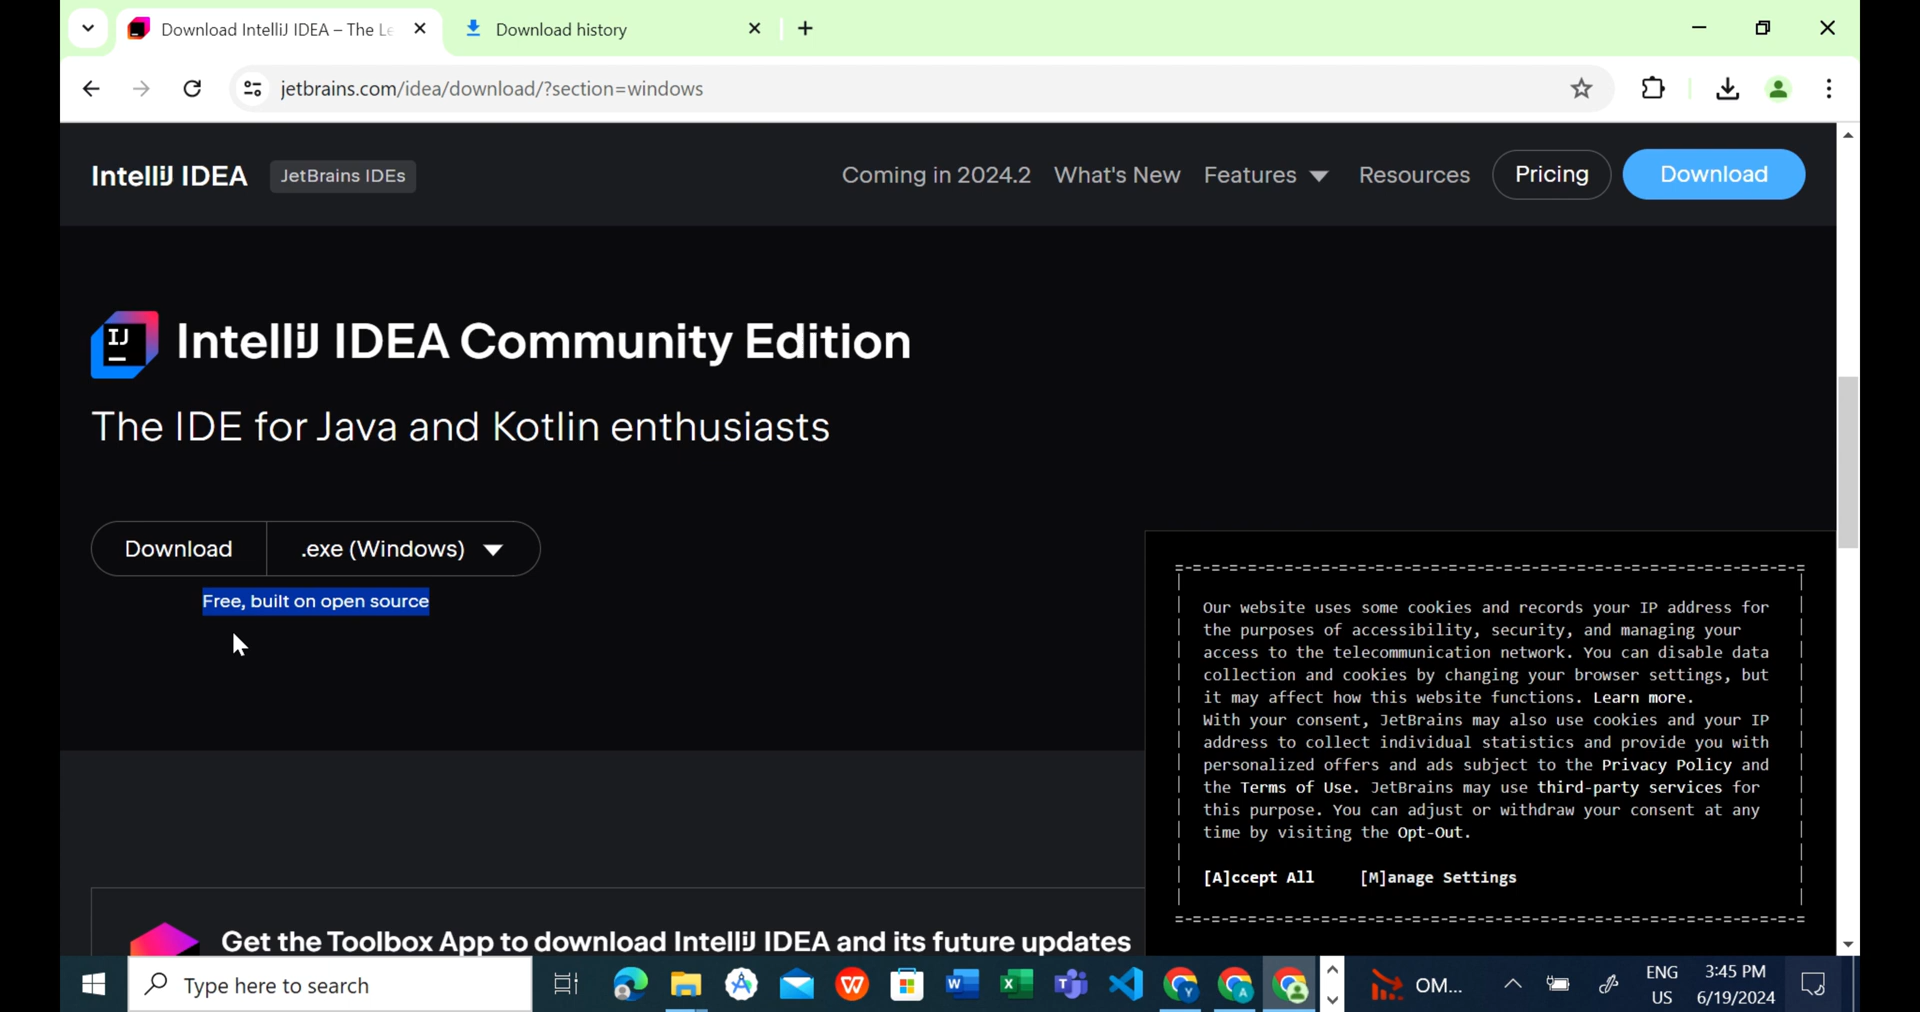 Download IntelliJ IDEA – The Le
Download history
jetbrains.com/idea/download/?section=windows
IntelliJ IDEA
JetBrains IDEs
Coming in 2024.2
What's New
Features
Resources
Pricing
Download
IJ
IntelliJ IDEA Community Edition
The IDE for Java and Kotlin enthusiasts
Download
.exe (Windows)
Free, built on open source
Our website uses some cookies and records your IP address for
the purposes of accessibility, security, and managing your
access to the telecommunication network. You can disable data
collection and cookies by changing your browser settings, but
it may affect how this website functions. Learn more.
With your consent, JetBrains may also use cookies and your IP
address to collect individual statistics and provide you with
personalized offers and ads subject to the Privacy Policy and
the Terms of Use. JetBrains may use third-party services for
this purpose. You can adjust or withdraw your consent at any
time by visiting the Opt-Out.
[A]ccept All [M]anage Settings
Get the Toolbox App to download IntelliJ IDEA and its future updates
Type here to search
OM...
ENG
US
3:45 PM
6/19/2024